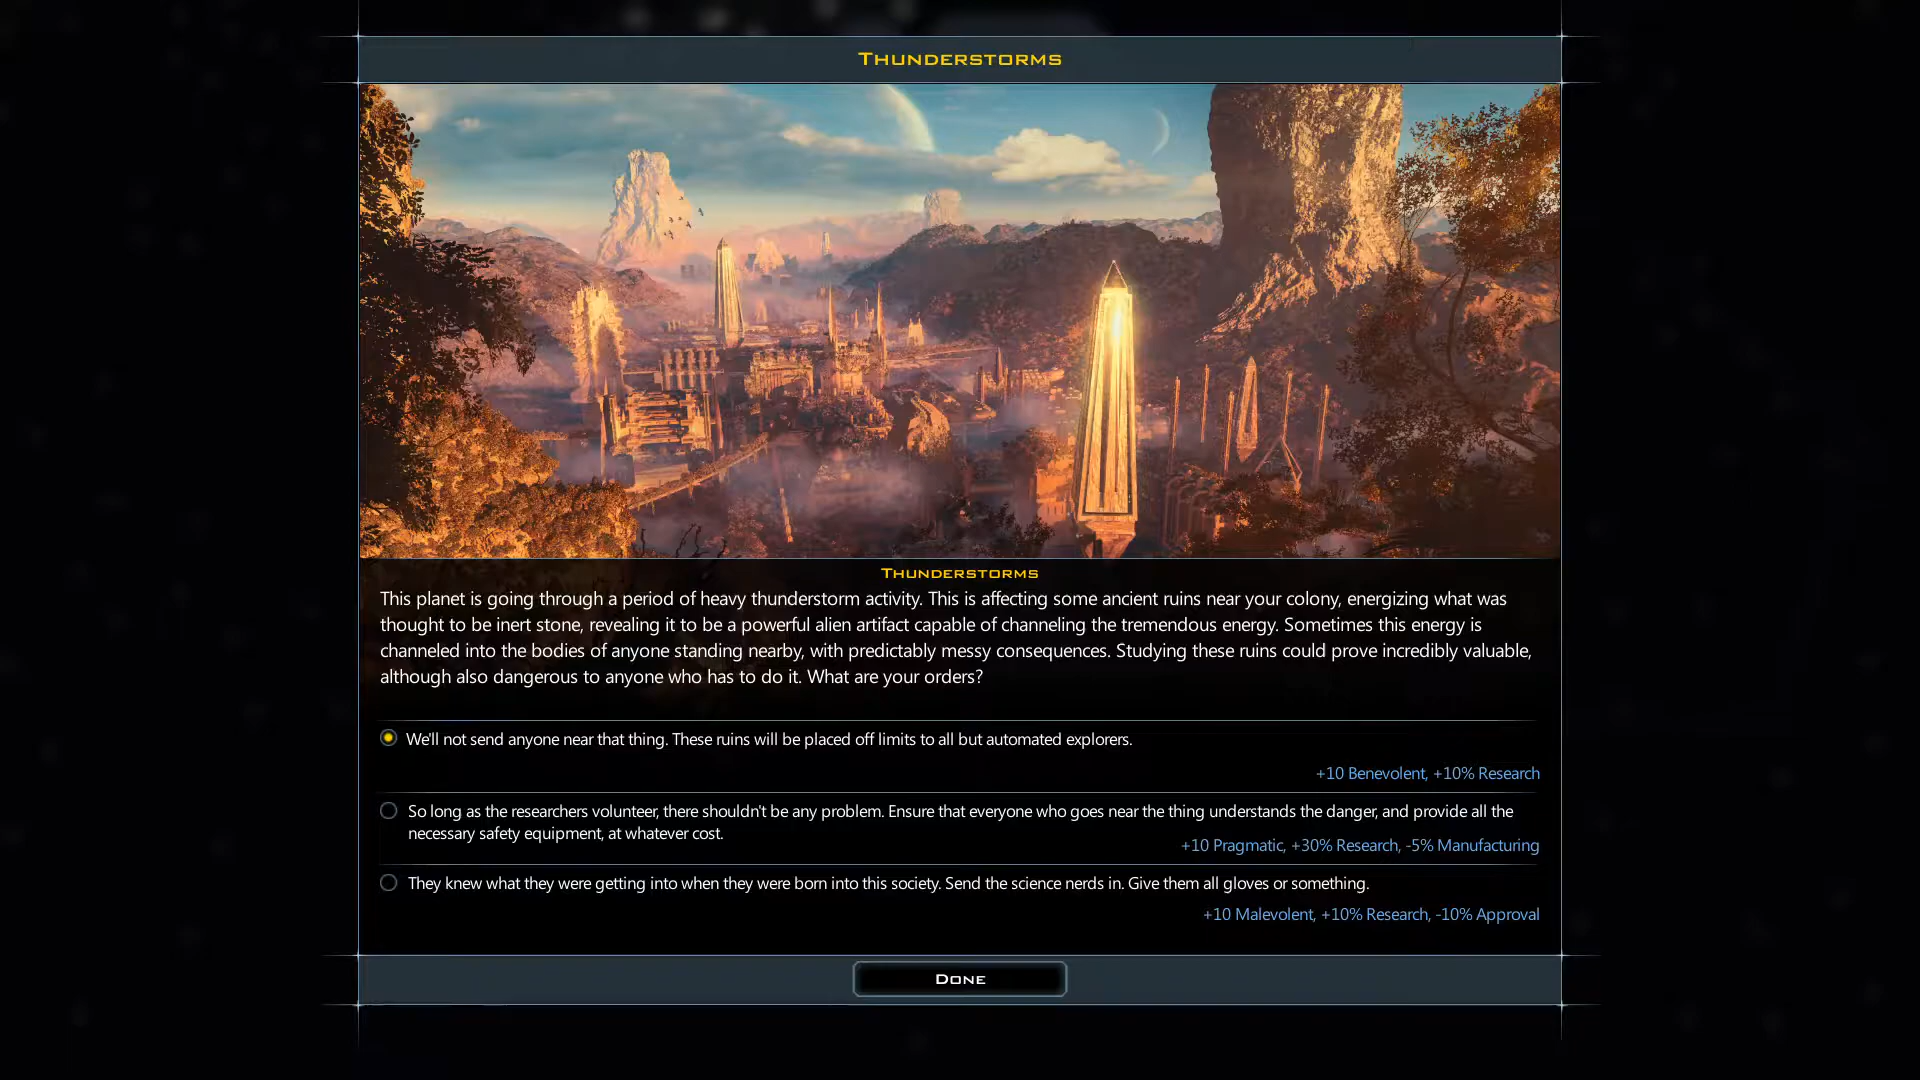 Thunderstorms
Thunderstorms
This planet is going through a period of heavy thunderstorm activity. This is affecting some ancient ruins near your colony, energizing what was
thought to be inert stone, revealing it to be a powerful alien artifact capable of channeling the tremendous energy. Sometimes this energy is
channeled into the bodies of anyone standing nearby, with predictably messy consequences. Studying these ruins could prove incredibly valuable,
although also dangerous to anyone who has to do it. What are your orders?
We'll not send anyone near that thing. These ruins will be placed off limits to all but automated explorers.
+10 Benevolent, +10% Research
So long as the researchers volunteer, there shouldn't be any problem. Ensure that everyone who goes near the thing understands the danger, and provide all the
necessary safety equipment, at whatever cost.
+10 Pragmatic, +30% Research, -5% Manufacturing
They knew what they were getting into when they were born into this society. Send the science nerds in. Give them all gloves or something.
+10 Malevolent, +10% Research, -10% Approval
Done